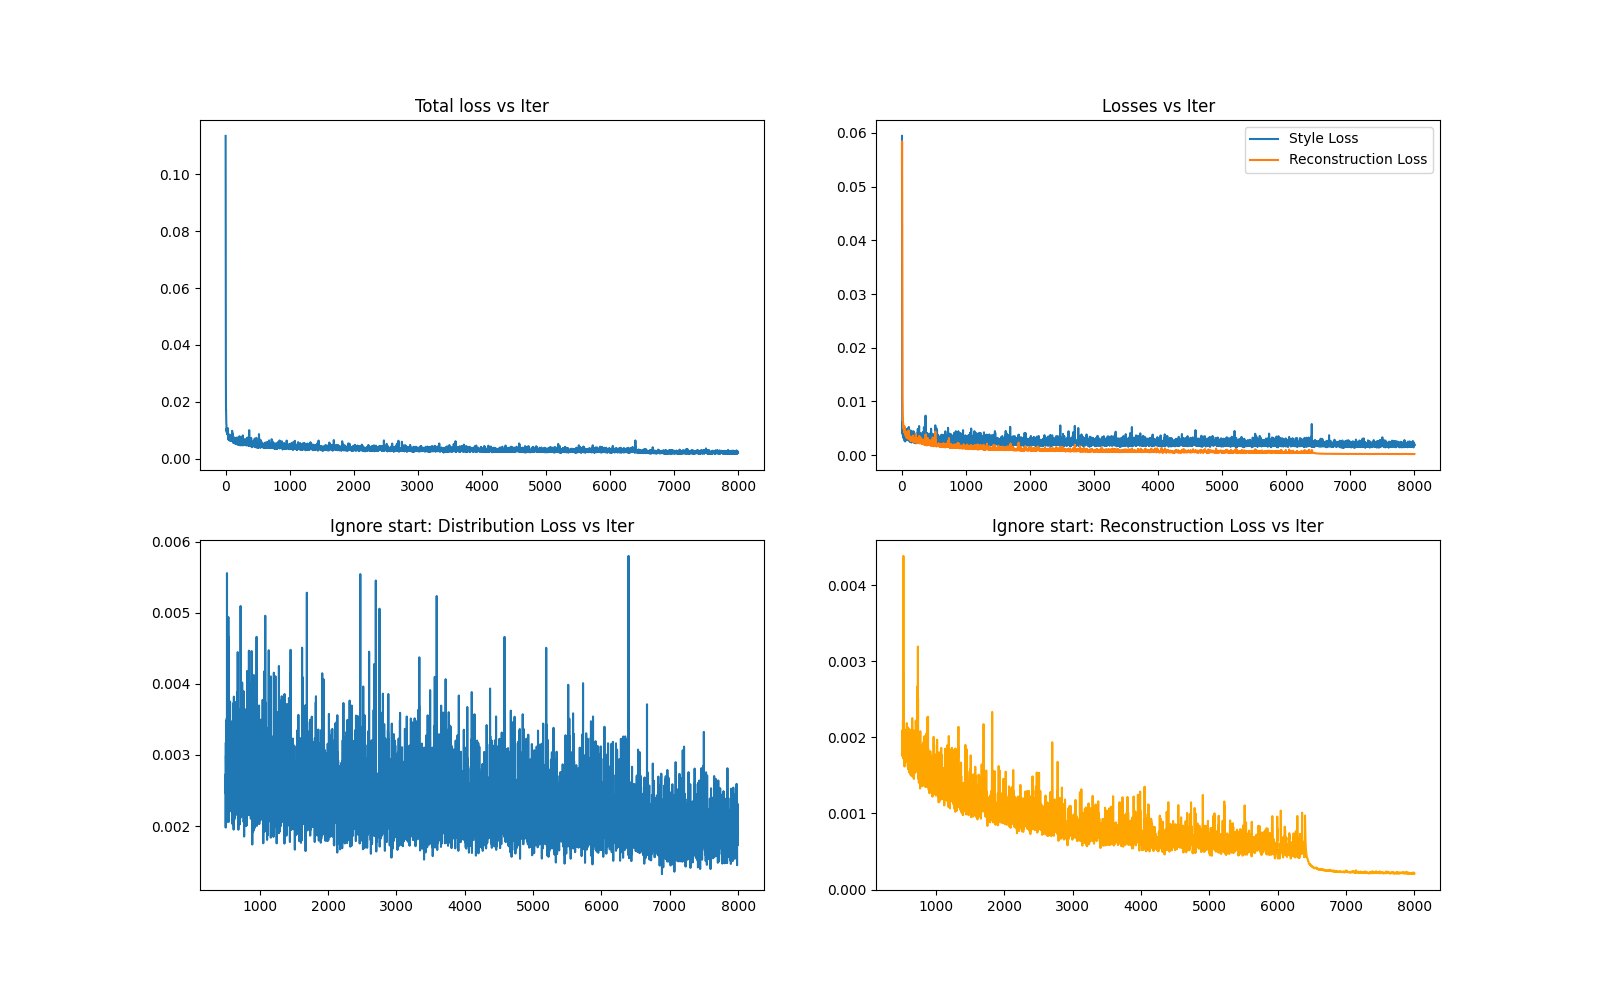 Total loss vs Iter
0.10
0.08
0.06
0.04
0.02
0.00
0 1000 2000 3000 4000 5000 6000 7000 8000
Losses vs Iter
Style Loss
Reconstruction Loss
0.06
0.05
0.04
0.03
0.02
0.01
0.00
0 1000 2000 3000 4000 5000 6000 7000 8000
Ignore start: Distribution Loss vs Iter
0.006
0.005
0.004
0.003
0.002
1000 2000 3000 4000 5000 6000 7000 8000
Ignore start: Reconstruction Loss vs Iter
0.004
0.003
0.002
0.001
0.000
1000 2000 3000 4000 5000 6000 7000 8000